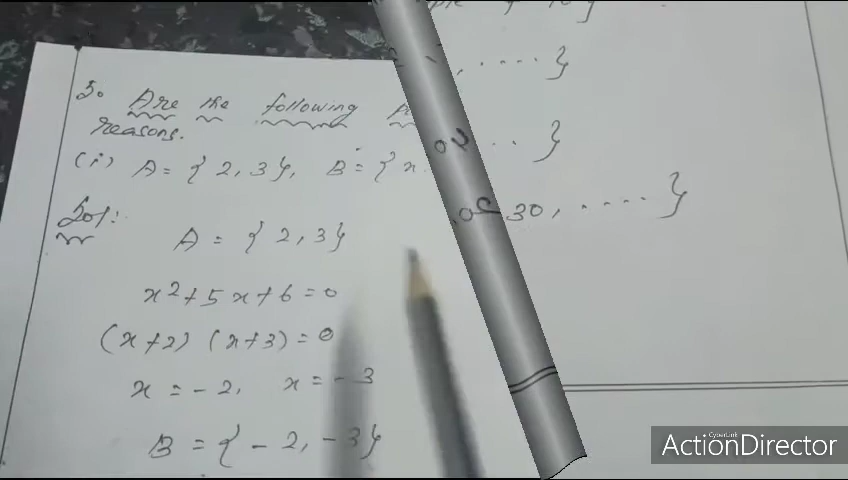 3. Are the following
reasons.
(i) A = { 2, 3}, B = { x
Sol:
A = { 2, 3}
x2 + 5x + 6 = 0
(x + 2) (x + 3) = 0
x = - 2, x = - 3
B = { - 2, - 3}
, .... }
.. }
30, ..... }
CyberLink
ActionDirector